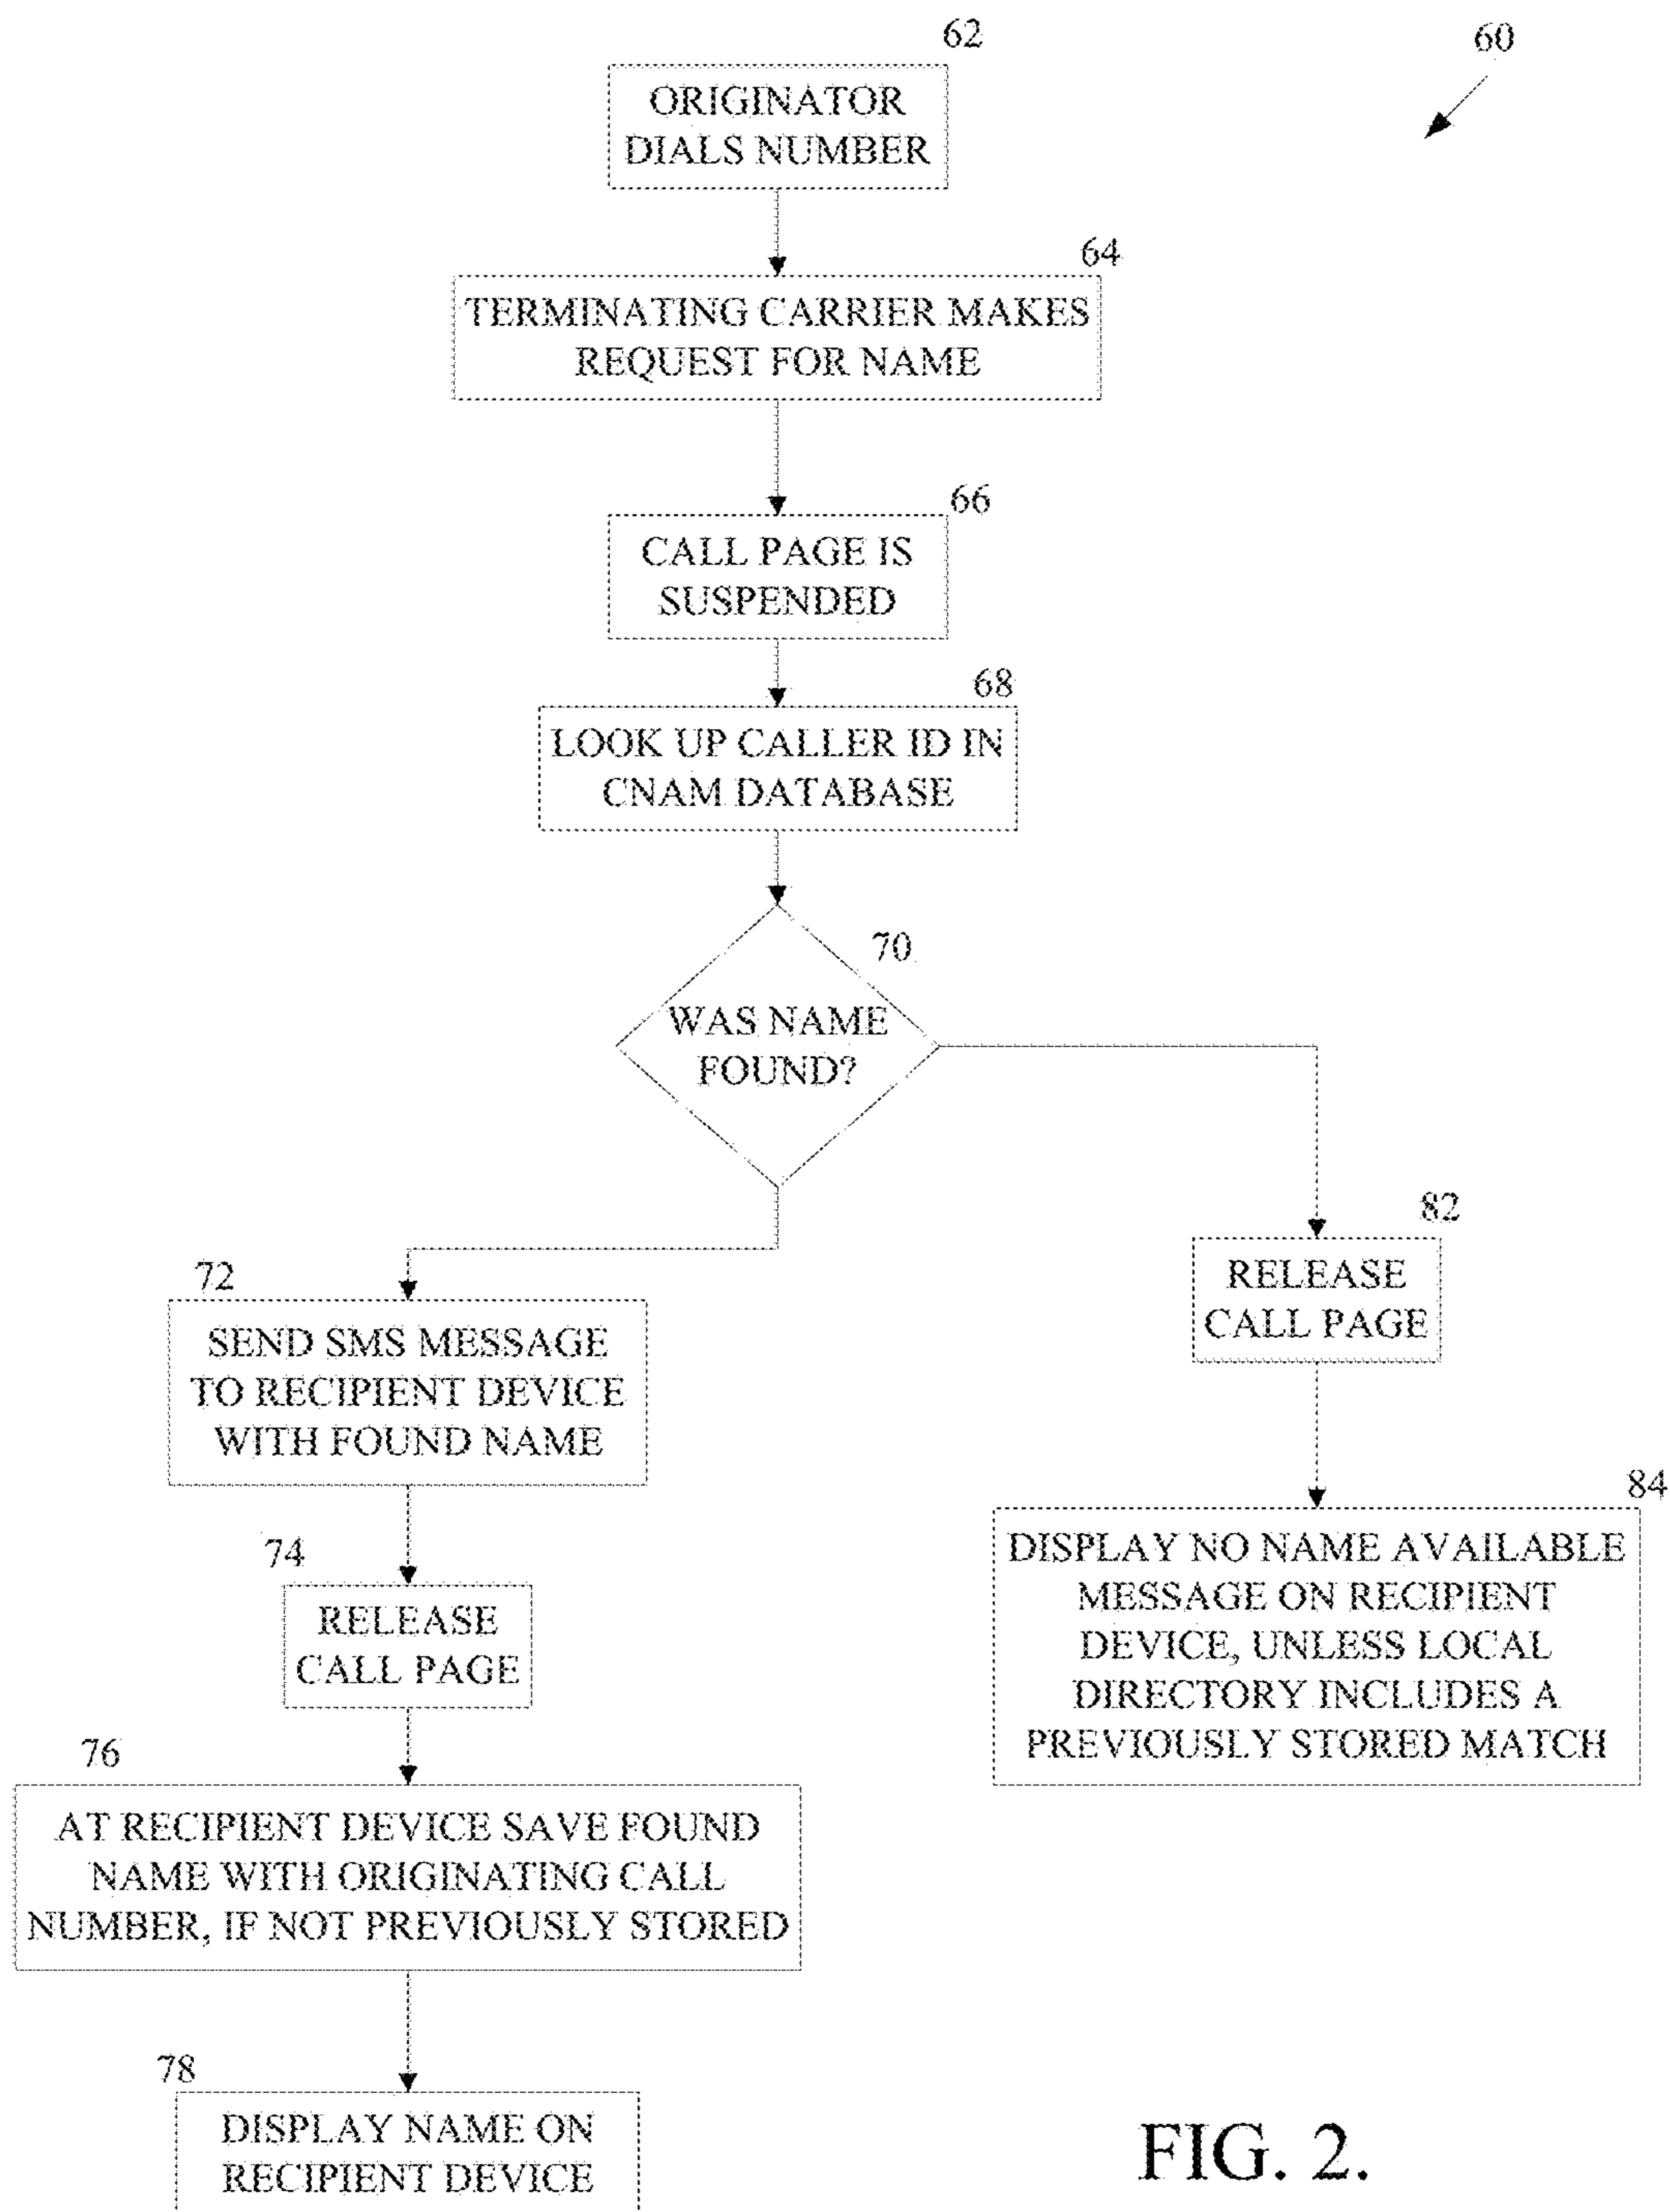 62
60
ORIGINATOR
DIALS NUMBER
64
TERMINATING CARRIER MAKES
REQUEST FOR NAME
66
CALL PAGE IS
SUSPENDED
68
LOOK UP CALLER ID IN
CNAM DATABASE
70
WAS NAME
FOUND?
72
SEND SMS MESSAGE
TO RECIPIENT DEVICE
WITH FOUND NAME
74
RELEASE
CALL PAGE
76
AT RECIPIENT DEVICE SAVE FOUND
NAME WITH ORIGINATING CALL
NUMBER, IF NOT PREVIOUSLY STORED
78
DISPLAY NAME ON
RECIPIENT DEVICE
82
RELEASE
CALL PAGE
84
DISPLAY NO NAME AVAILABLE
MESSAGE ON RECIPIENT
DEVICE, UNLESS LOCAL
DIRECTORY INCLUDES A
PREVIOUSLY STORED MATCH
FIG. 2.